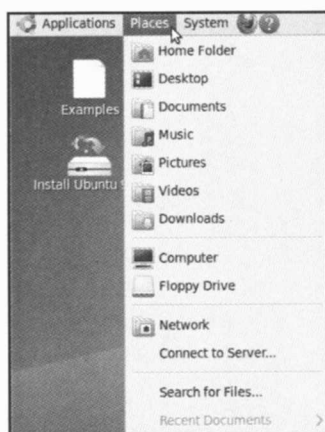 Applications Places System
Examples
Install Ubuntu
Home Folder
Desktop
Documents
Music
Pictures
Videos
Downloads
Computer
Floppy Drive
Network
Connect to Server...
Search for Files...
Recent Documents